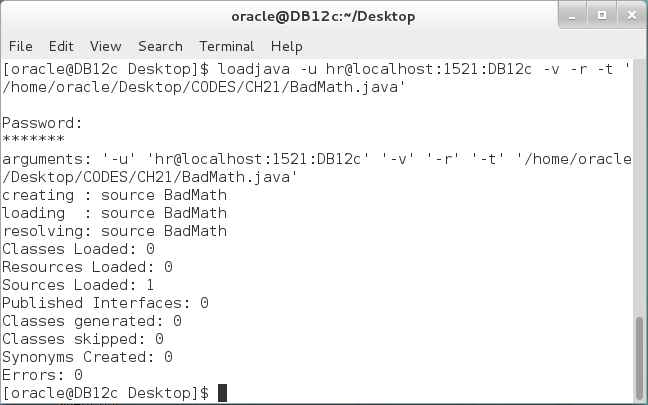 oracle@DB12c:~/Desktop
File Edit View Search Terminal Help
[oracle@DB12c Desktop]$ loadjava -u hr@localhost:1521:DB12c -v -r -t '
/home/oracle/Desktop/CODES/CH21/BadMath.java'
Password:
*******
arguments: '-u' 'hr@localhost:1521:DB12c' '-v' '-r' '-t' '/home/oracle
/Desktop/CODES/CH21/BadMath.java'
creating : source BadMath
loading  : source BadMath
resolving: source BadMath
Classes Loaded: 0
Resources Loaded: 0
Sources Loaded: 1
Published Interfaces: 0
Classes generated: 0
Classes skipped: 0
Synonyms Created: 0
Errors: 0
[oracle@DB12c Desktop]$